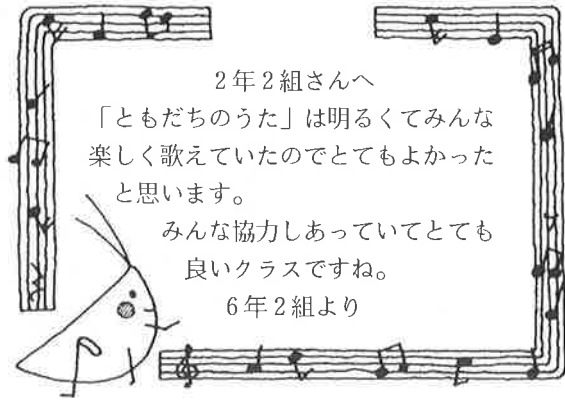 2年2組さんへ
「ともだちのうた」は明るくてみんな
楽しく歌えていたのでとてもよかった
と思います。
みんな協力しあっていてとても
良いクラスですね。
6年2組より